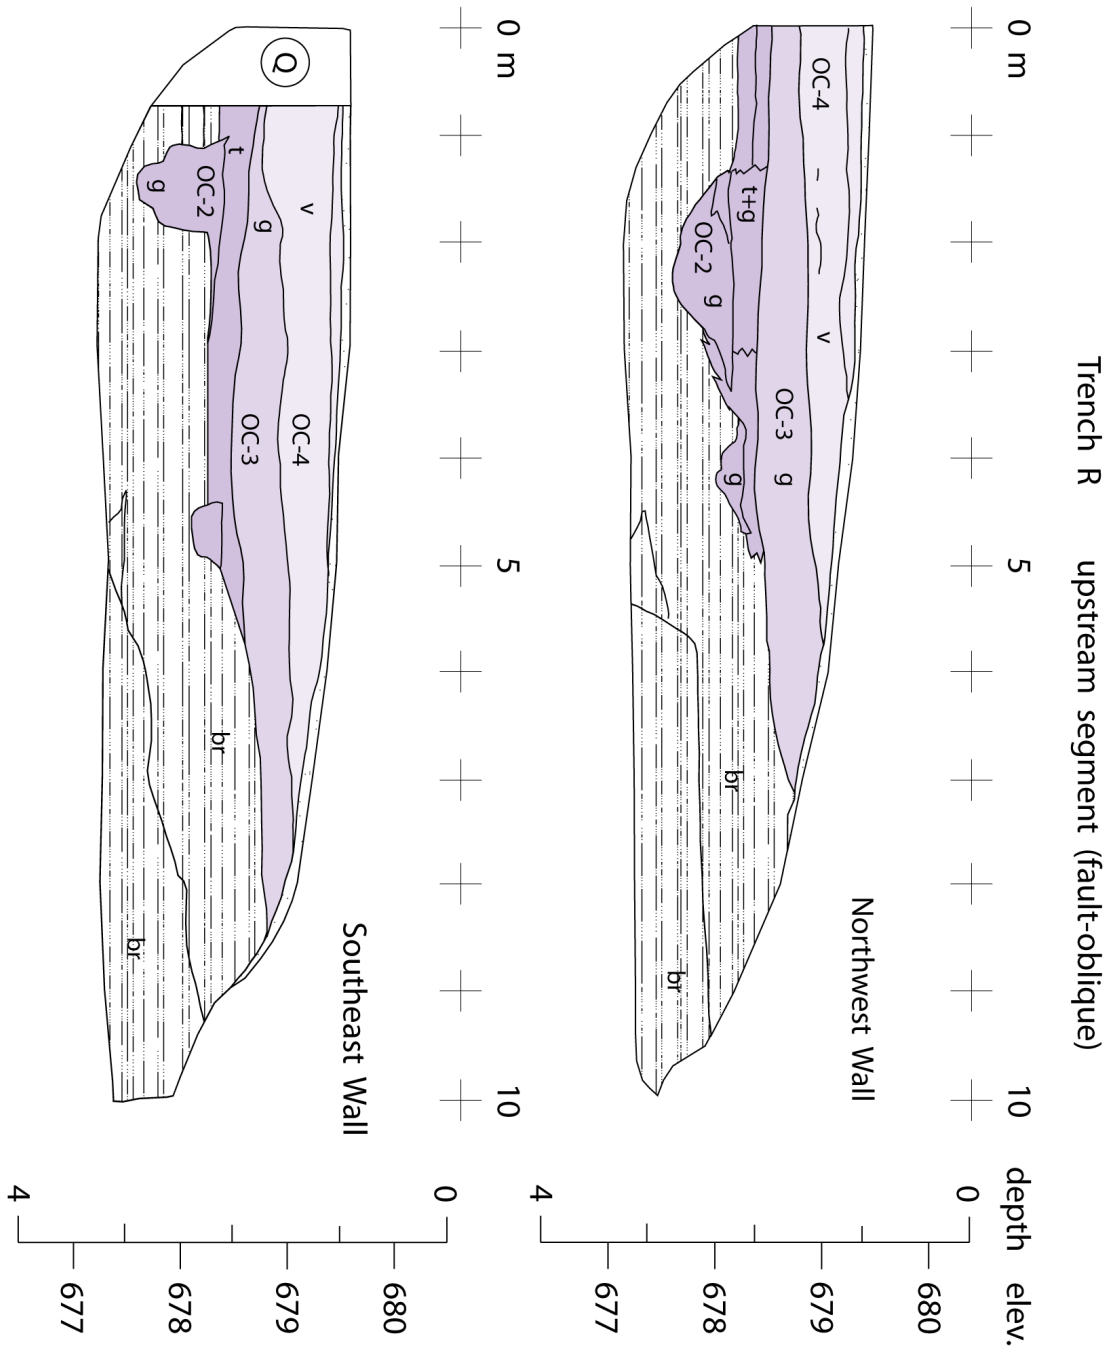 Trench R upstream segment (fault-oblique)
0 m 5 10 depth elev.
Northwest Wall
OC-4
v
t+g
OC-3
g
OC-2
g
g
br
br
0
4
680
679
678
677
0 m 5 10
Southeast Wall
Q
v
OC-4
g
t
OC-3
OC-2
g
br
br
0
4
680
679
678
677